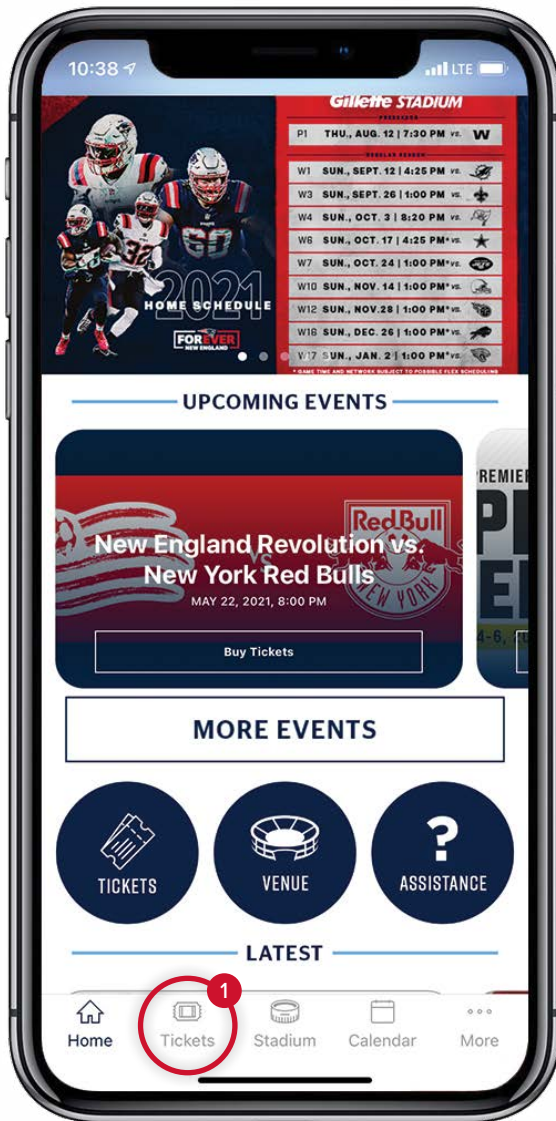 10:38
LTE
Gillette STADIUM
PRESEASON
P1 THU., AUG. 12 | 7:30 PM vs. W
REGULAR SEASON
W1 SUN., SEPT. 12 | 4:25 PM vs.
W3 SUN., SEPT. 26 | 1:00 PM vs.
W4 SUN., OCT. 3 | 8:20 PM vs.
W6 SUN., OCT. 17 | 4:25 PM* vs.
W7 SUN., OCT. 24 | 1:00 PM* vs.
W10 SUN., NOV. 14 | 1:00 PM* vs.
W12 SUN., NOV. 28 | 1:00 PM* vs.
W16 SUN., DEC. 26 | 1:00 PM* vs.
W17 SUN., JAN. 2 | 1:00 PM* vs.
* GAME TIME AND NETWORK SUBJECT TO POSSIBLE FLEX SCHEDULING
60
32
2021
HOME SCHEDULE
FOREVER
NEW ENGLAND
UPCOMING EVENTS
Red Bull
NEW YORK
VS
New England Revolution vs.
New York Red Bulls
MAY 22, 2021, 8:00 PM
Buy Tickets
PREMIE
4-6, 20
MORE EVENTS
TICKETS
VENUE
?
ASSISTANCE
LATEST
1
Home
Tickets
Stadium
Calendar
More